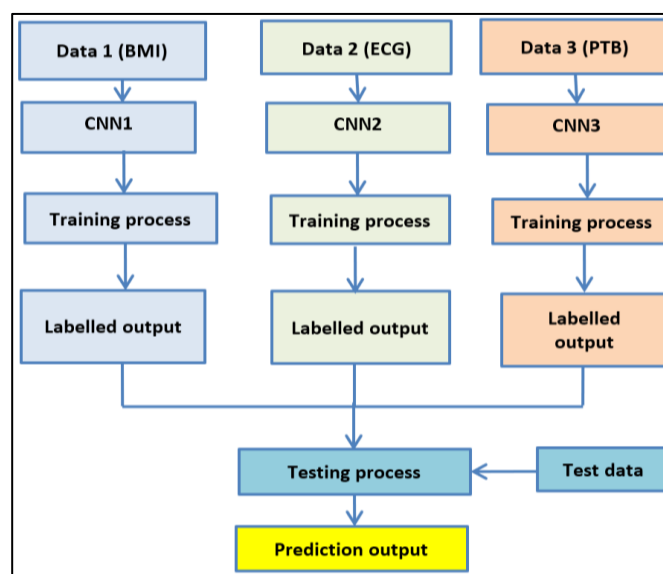 Data 1 (BMI)
Data 2 (ECG)
Data 3 (PTB)
CNN1
CNN2
CNN3
Training process
Training process
Training process
Labelled output
Labelled output
Labelled
output
Testing process
Test data
Prediction output